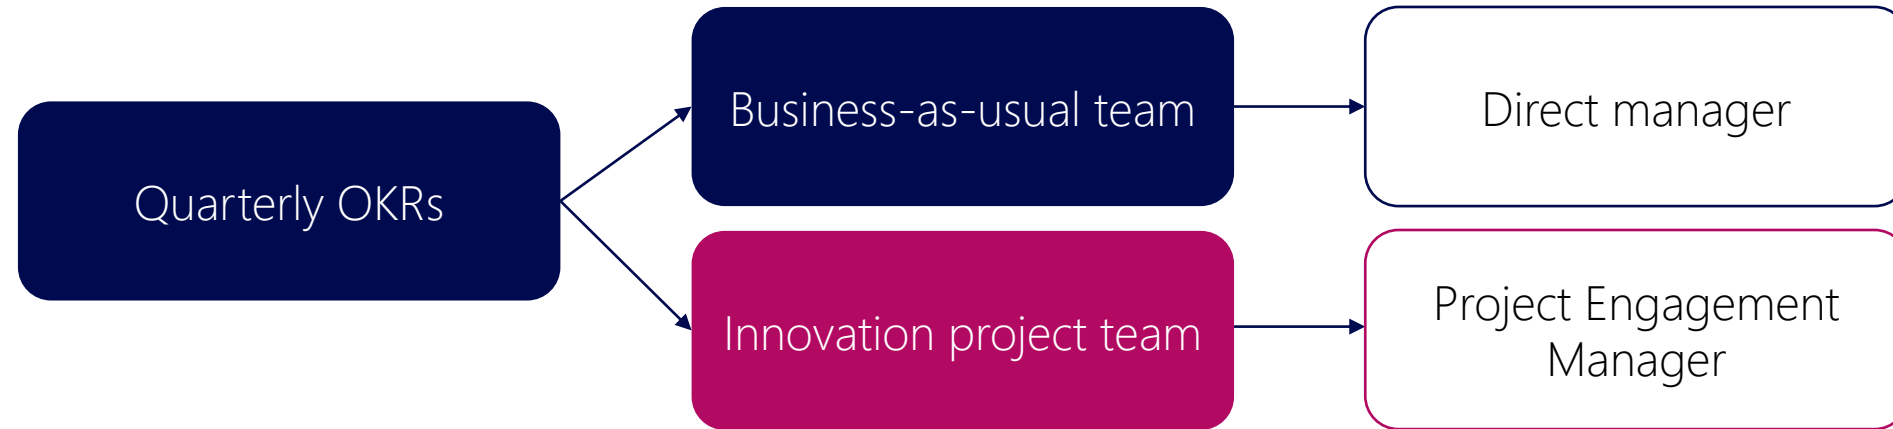 Quarterly OKRs
Business-as-usual team
Direct manager
Innovation project team
Project Engagement
Manager